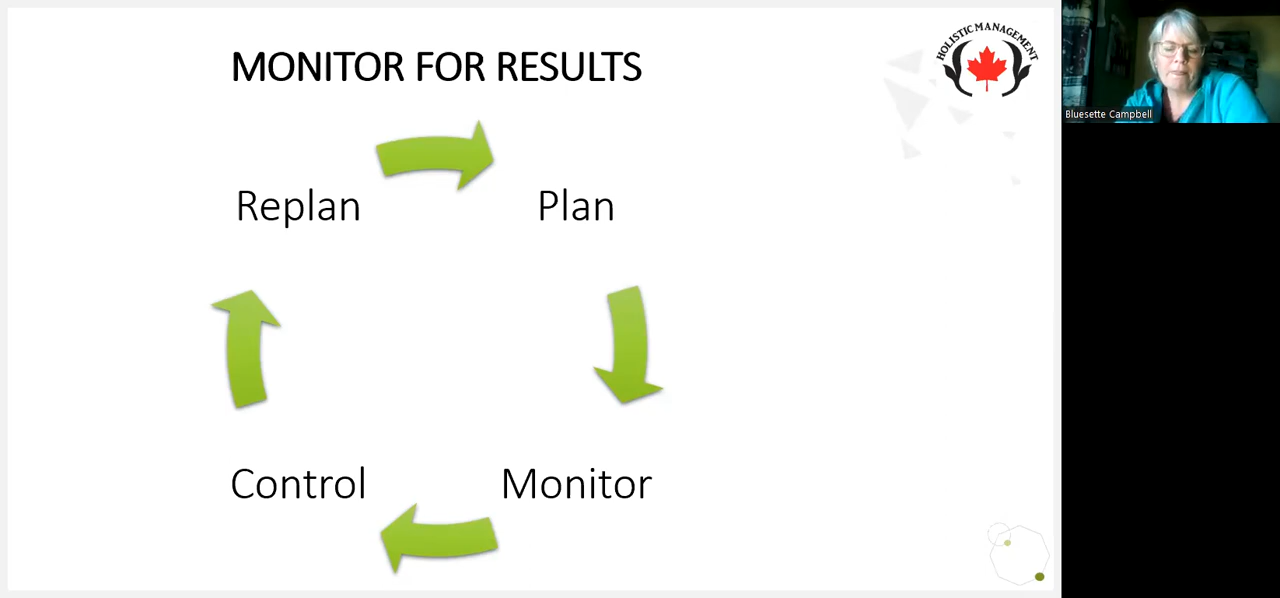 MONITOR FOR RESULTS
HOLISTIC MANAGEMENT
Bluesette Campbell
Replan
Plan
Control
Monitor